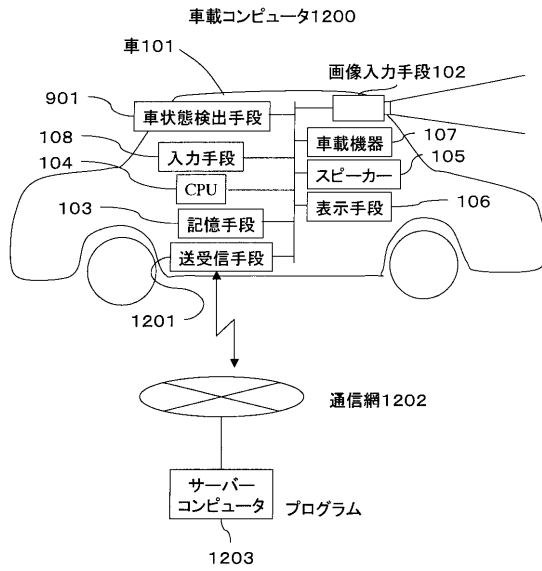 車載コンピュータ1200
車101
画像入力手段102
901
車状態検出手段
108
入力手段
車載機器
107
104
CPU
スピーカー
105
103
記憶手段
表示手段
106
送受信手段
1201
通信網1202
サーバー
コンピュータ
プログラム
1203